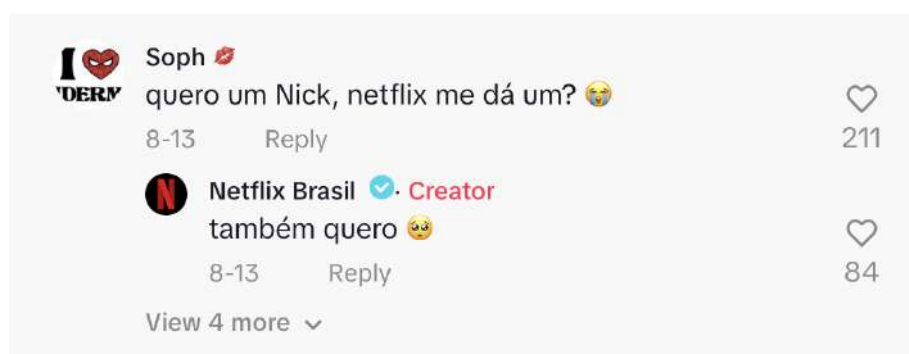 I ❤️
'DERM
Soph 💋
quero um Nick, netflix me dá um? 😭
8-13 Reply
211
N
Netflix Brasil · Creator
também quero 🥺
8-13 Reply
84
View 4 more